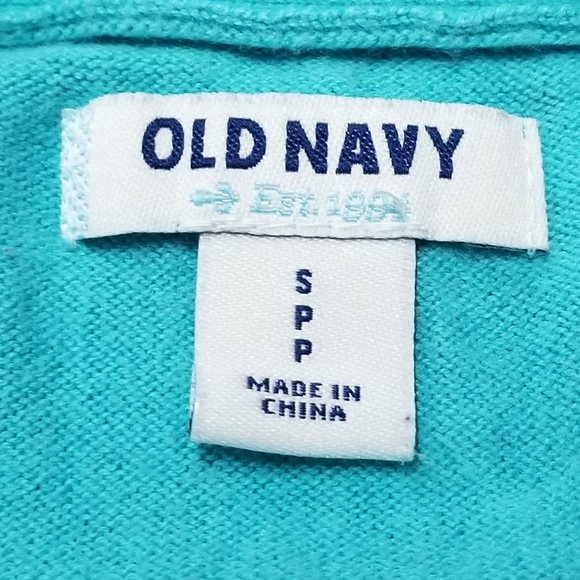 OLD NAVY
Est. 1994
S
P
P
MADE IN
CHINA